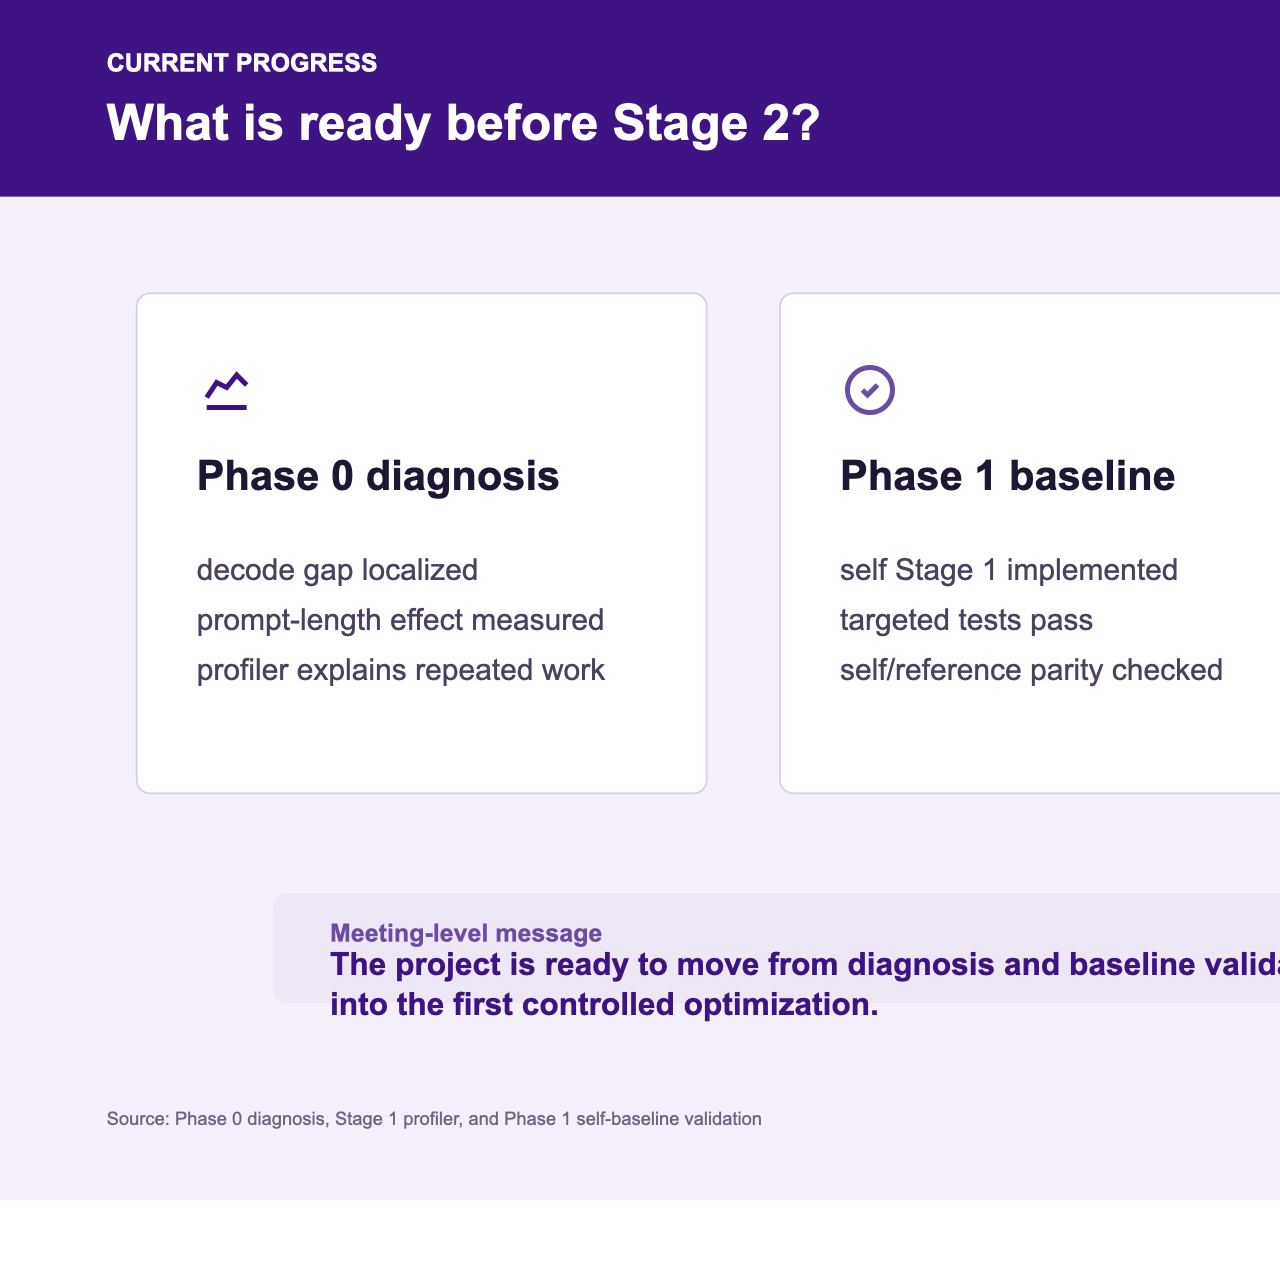 CURRENT PROGRESS
What is ready before Stage 2?
Phase 0 diagnosis
decode gap localized
prompt-length effect measured
profiler explains repeated work
Phase 1 baseline
self Stage 1 implemented
targeted tests pass
self/reference parity checked
Meeting-level message
The project is ready to move from diagnosis and baseline
into the first controlled optimization.
Source: Phase 0 diagnosis, Stage 1 profiler, and Phase 1 self-baseline validation